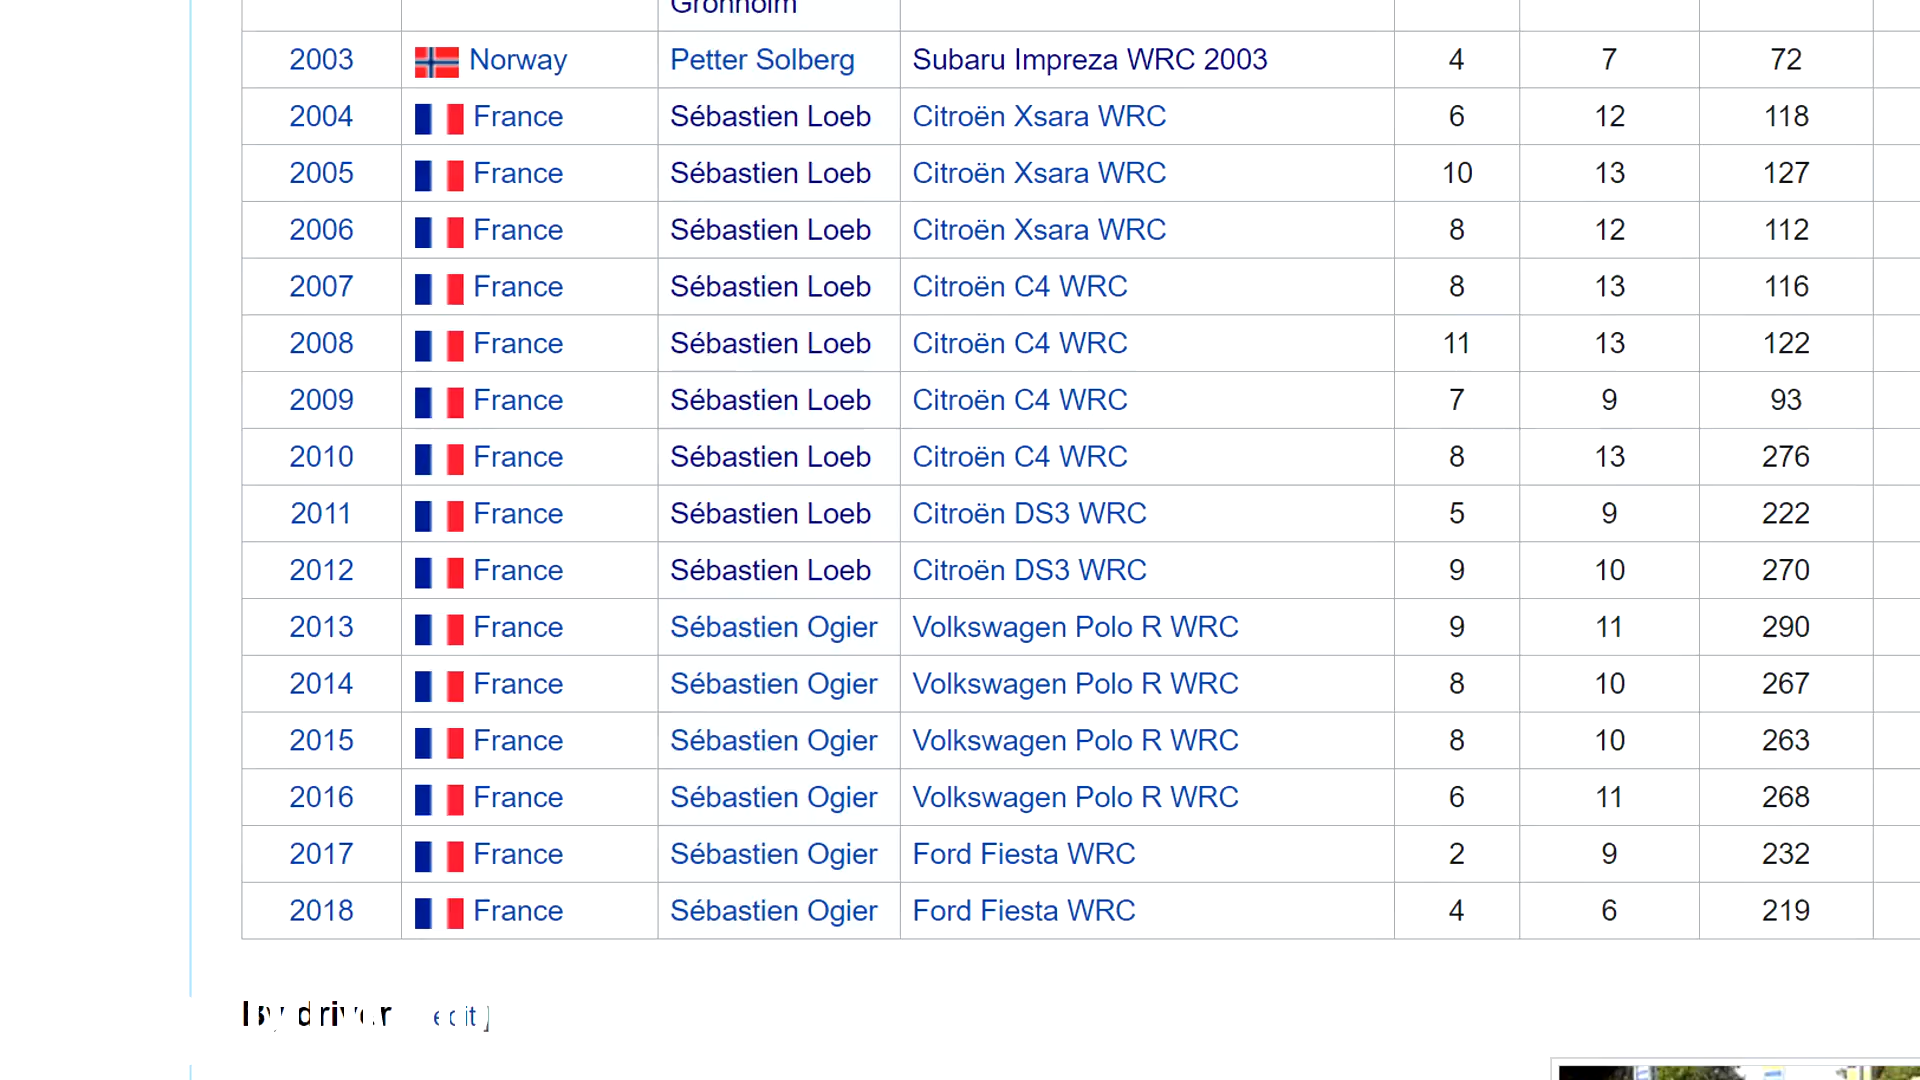 Grönholm
2003 Norway Petter Solberg Subaru Impreza WRC 2003 4 7 72
2004 France Sébastien Loeb Citroën Xsara WRC 6 12 118
2005 France Sébastien Loeb Citroën Xsara WRC 10 13 127
2006 France Sébastien Loeb Citroën Xsara WRC 8 12 112
2007 France Sébastien Loeb Citroën C4 WRC 8 13 116
2008 France Sébastien Loeb Citroën C4 WRC 11 13 122
2009 France Sébastien Loeb Citroën C4 WRC 7 9 93
2010 France Sébastien Loeb Citroën C4 WRC 8 13 276
2011 France Sébastien Loeb Citroën DS3 WRC 5 9 222
2012 France Sébastien Loeb Citroën DS3 WRC 9 10 270
2013 France Sébastien Ogier Volkswagen Polo R WRC 9 11 290
2014 France Sébastien Ogier Volkswagen Polo R WRC 8 10 267
2015 France Sébastien Ogier Volkswagen Polo R WRC 8 10 263
2016 France Sébastien Ogier Volkswagen Polo R WRC 6 11 268
2017 France Sébastien Ogier Ford Fiesta WRC 2 9 232
2018 France Sébastien Ogier Ford Fiesta WRC 4 6 219
By driver edit ]